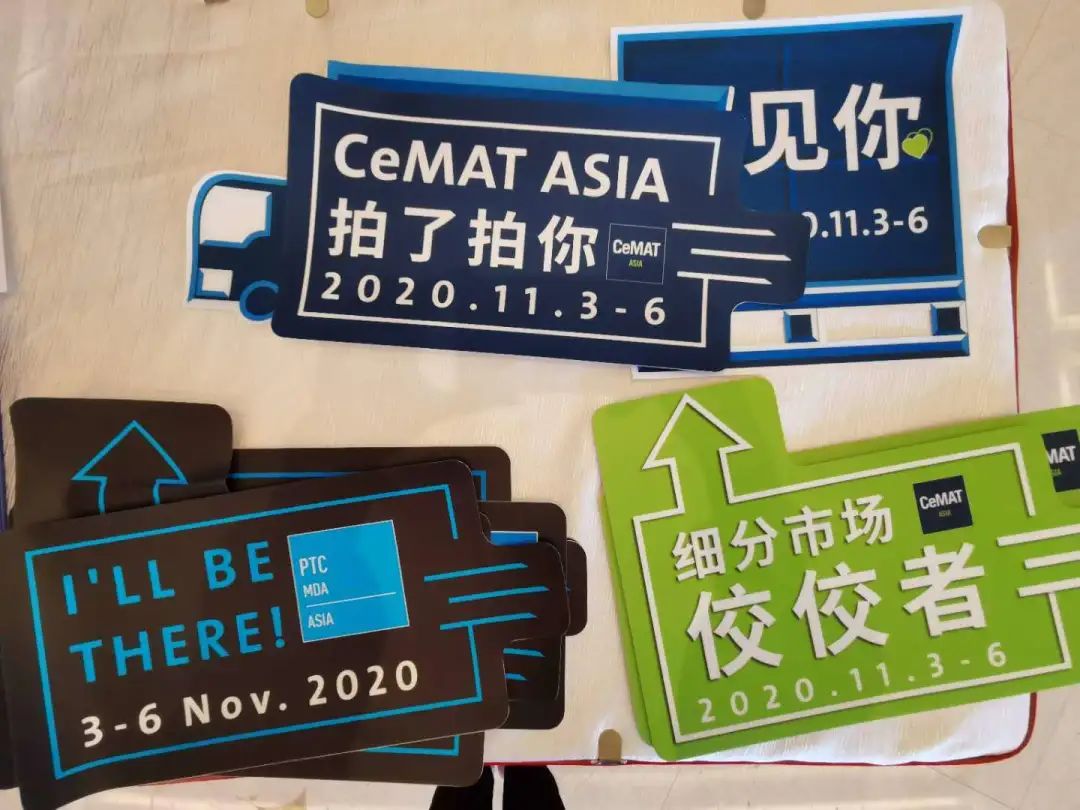 见你
.11.3-6
CeMAT ASIA
拍了拍你
CeMAT
ASIA
2020.11.3-6
I'LL BE
THERE!
PTC
MDA
ASIA
3-6 Nov. 2020
细分市场
CeMAT
ASIA
佼佼者
2020.11.3-6
MAT
ASIA